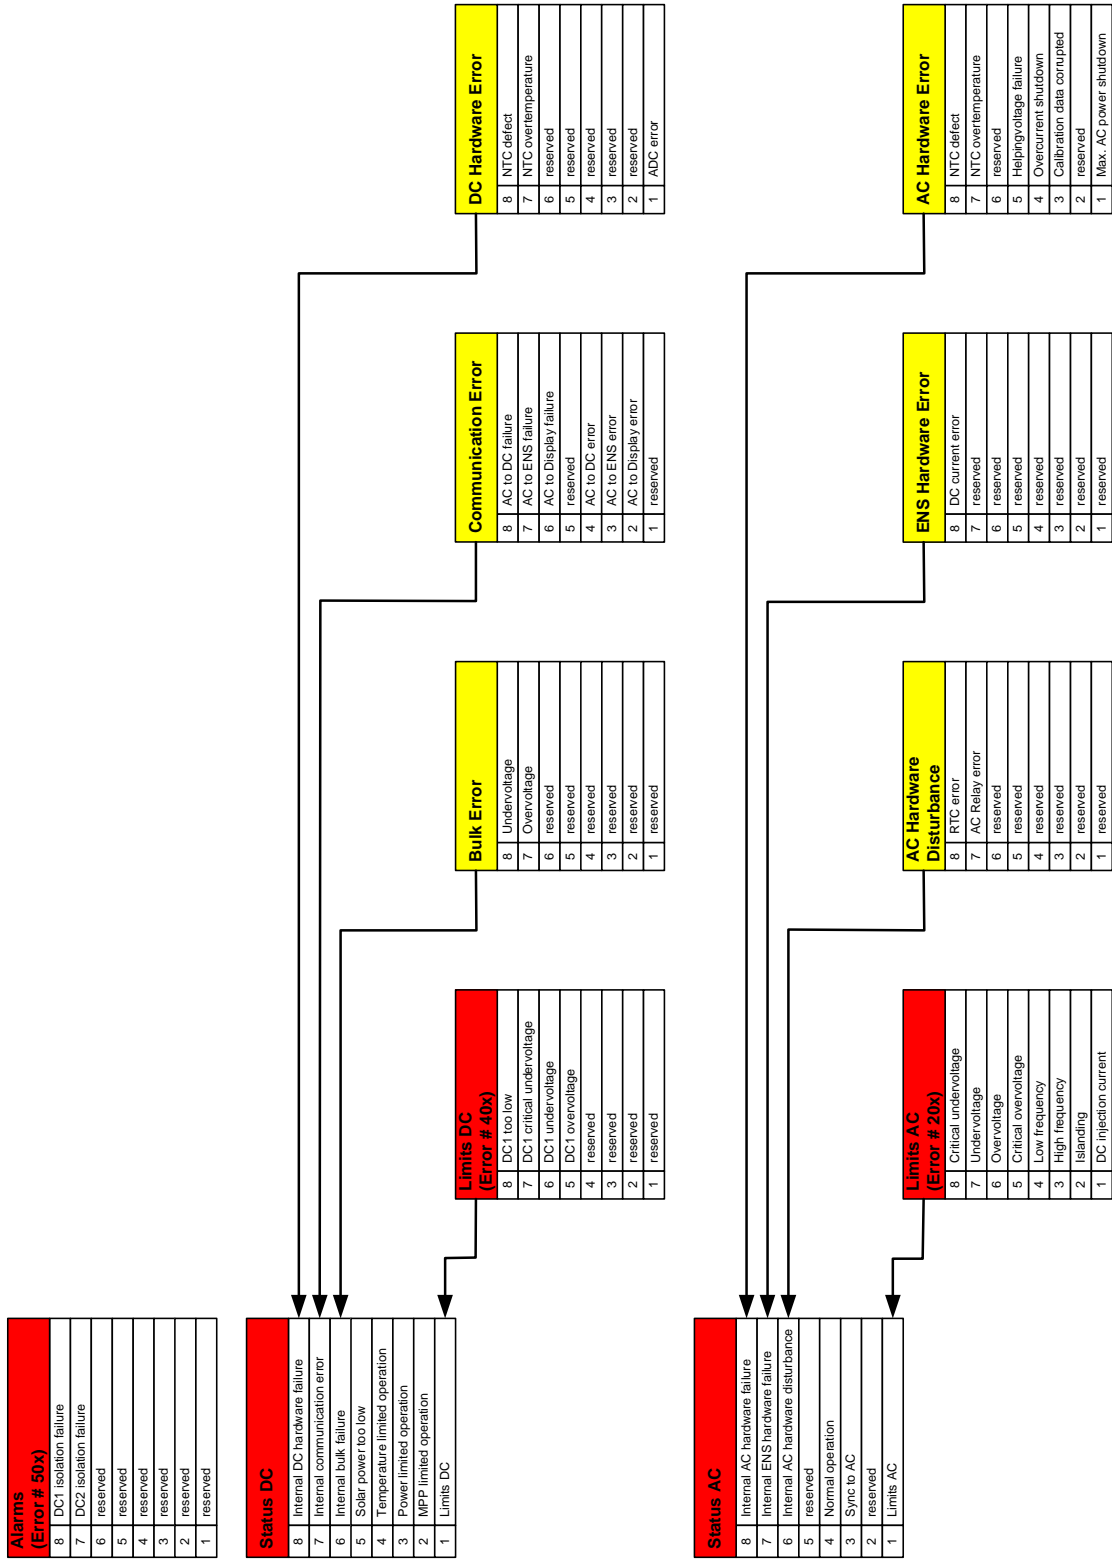 Alarms
(Error # 50x)
8 DC1 isolation failure
7 DC2 isolation failure
6 reserved
5 reserved
4 reserved
3 reserved
2 reserved
1 reserved
Status DC
8 Internal DC hardware failure
7 Internal communication error
6 Internal bulk failure
5 Solar power too low
4 Temperature limited operation
3 Power limited operation
2 MPP limited operation
1 Limits DC
Limits DC
(Error # 40x)
8 DC1 too low
7 DC1 critical undervoltage
6 DC1 undervoltage
5 DC1 overvoltage
4 reserved
3 reserved
2 reserved
1 reserved
Bulk Error
8 Undervoltage
7 Overvoltage
6 reserved
5 reserved
4 reserved
3 reserved
2 reserved
1 reserved
Communication Error
8 AC to DC failure
7 AC to ENS failure
6 AC to Display failure
5 reserved
4 AC to DC error
3 AC to ENS error
2 AC to Display error
1 reserved
DC Hardware Error
8 NTC defect
7 NTC overtemperature
6 reserved
5 reserved
4 reserved
3 reserved
2 reserved
1 ADC error
Status AC
8 Internal AC hardware failure
7 Internal ENS hardware failure
6 Internal AC hardware disturbance
5 reserved
4 Normal operation
3 Sync to AC
2 reserved
1 Limits AC
Limits AC
(Error # 20x)
8 Critical undervoltage
7 Undervoltage
6 Overvoltage
5 Critical overvoltage
4 Low frequency
3 High frequency
2 Islanding
1 DC injection current
AC Hardware
Disturbance
8 RTC error
7 AC Relay error
6 reserved
5 reserved
4 reserved
3 reserved
2 reserved
1 reserved
ENS Hardware Error
8 DC current error
7 reserved
6 reserved
5 reserved
4 reserved
3 reserved
2 reserved
1 reserved
AC Hardware Error
8 NTC defect
7 NTC overtemperature
6 reserved
5 Helpingvoltage failure
4 Overcurrent shutdown
3 Calibration data corrupted
2 reserved
1 Max. AC power shutdown